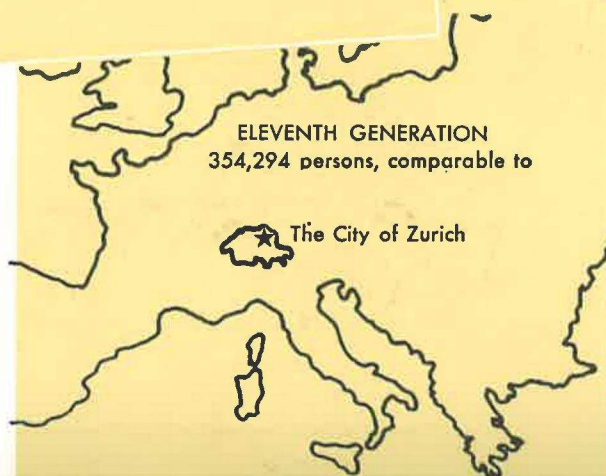 ELEVENTH GENERATION
354,294 persons, comparable to
The City of Zurich